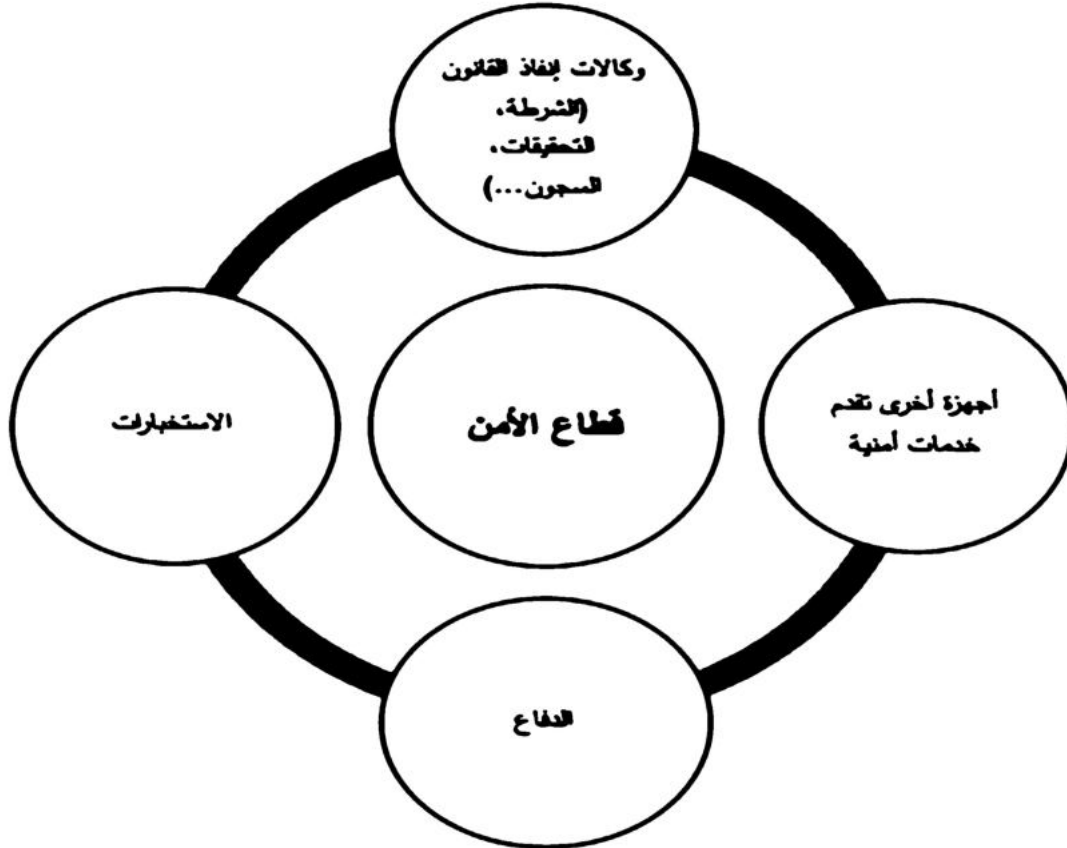 وكالات إنفاذ القانون
(الشرطة،
التحقيقات،
السجون...)
أجهزة أخرى تقدم
خدمات أمنية
قطاع الأمن
الاستخبارات
الدفاع